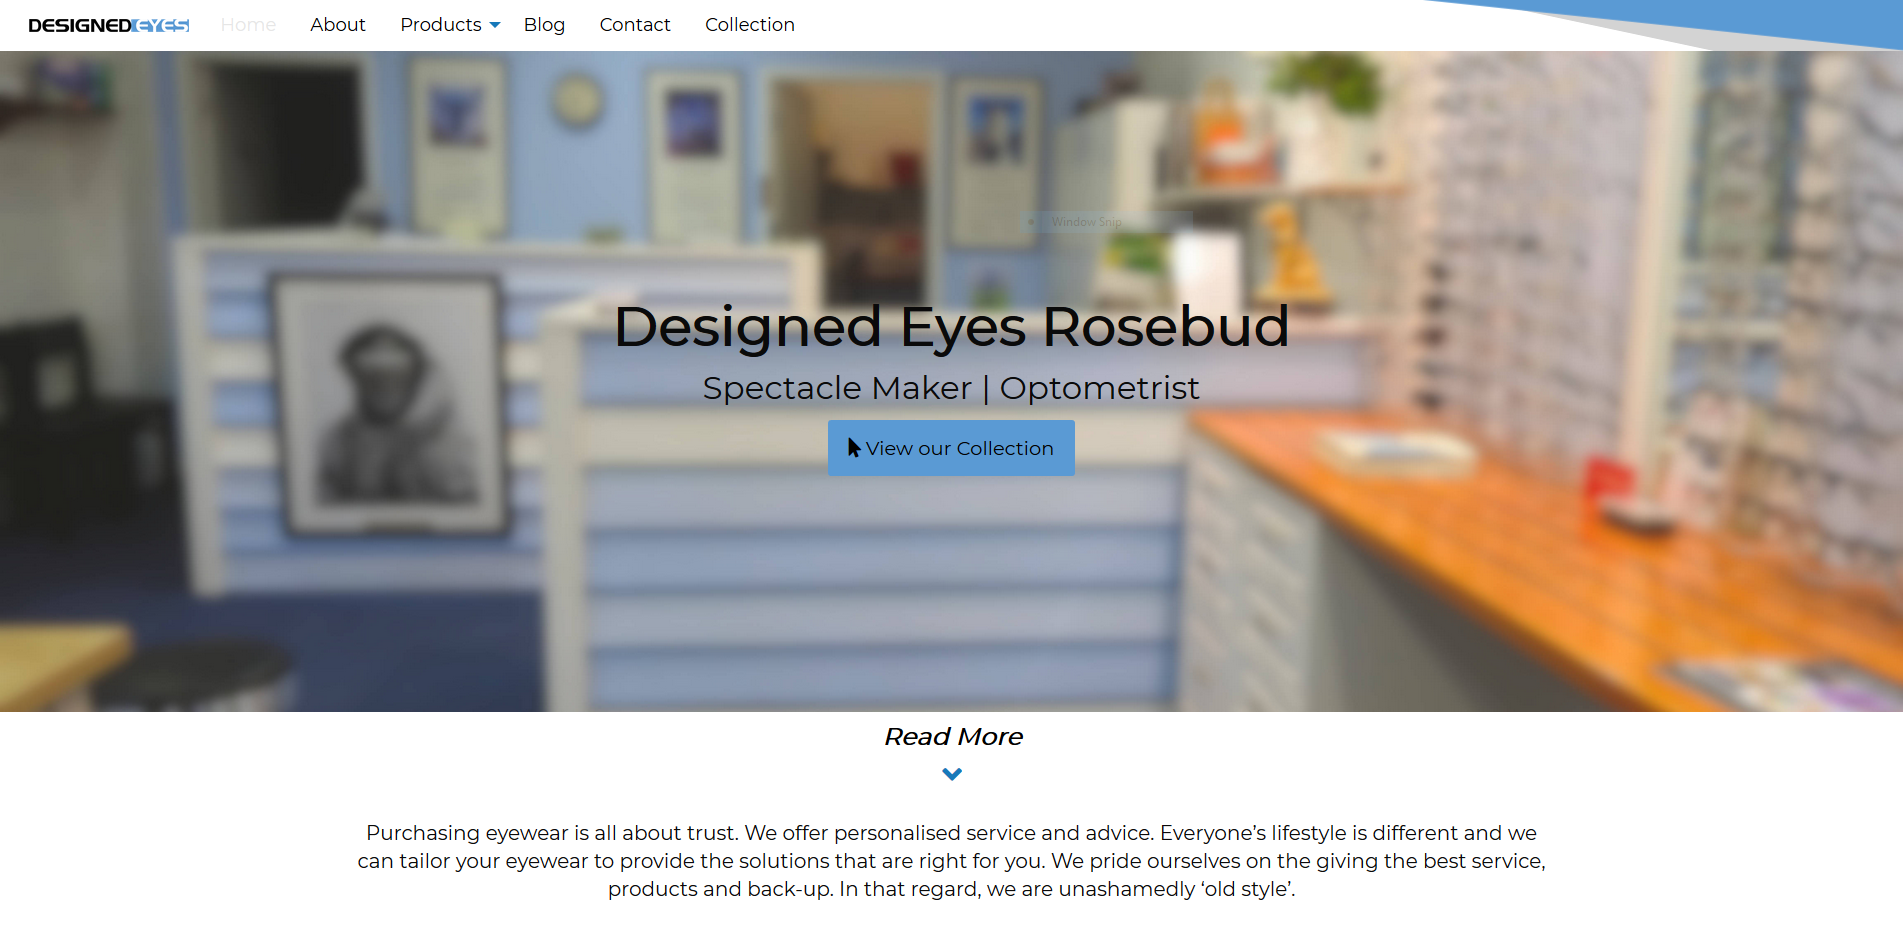 DESIGNEDEYES Home About Products Blog Contact Collection
Window Snip
Designed Eyes Rosebud
Spectacle Maker | Optometrist
View our Collection
Read More
Purchasing eyewear is all about trust. We offer personalised service and advice. Everyone’s lifestyle is different and we
can tailor your eyewear to provide the solutions that are right for you. We pride ourselves on the giving the best service,
products and back-up. In that regard, we are unashamedly ‘old style’.